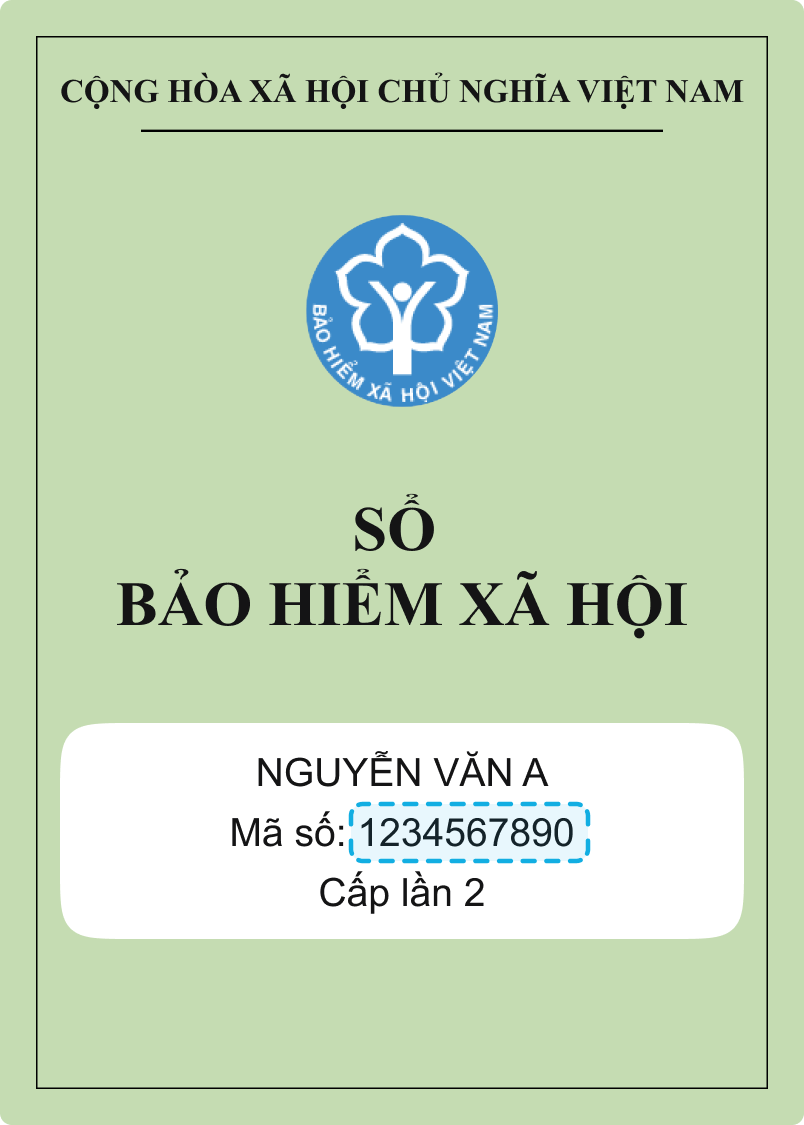 CỘNG HÒA XÃ HỘI CHỦ NGHĨA VIỆT NAM
BẢO HIỂM XÃ HỘI VIỆT NAM
SỔ
BẢO HIỂM XÃ HỘI
NGUYỄN VĂN A
Mã số: 1234567890
Cấp lần 2